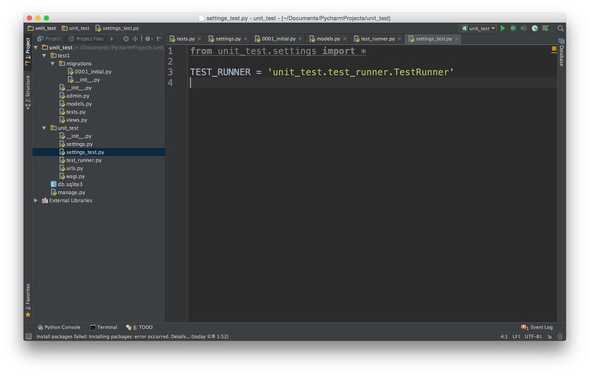 settings_test.py - unit_test - [~/Documents/PycharmProjects/unit_test]
unit_test unit_test settings_test.py unit_test
Project Project Files tests.py settings.py 0001_initial.py models.py test_runner.py settings_test.py
unit_test ~/Documents/PycharmProjects/unit_test
test1
migrations
0001_initial.py
__init__.py
__init__.py
admin.py
models.py
tests.py
views.py
unit_test
__init__.py
settings.py
settings_test.py
test_runner.py
urls.py
wsgi.py
db.sqlite3
manage.py
External Libraries
1: Project
Z: Structure
2: Favorites
1 from unit_test.settings import *
2
3 TEST_RUNNER = 'unit_test.test_runner.TestRunner'
4
Database
Python Console Terminal 6: TODO Event Log
Install packages failed: Installing packages: error occurred. Details... (today 1:52) 4:1 LF÷ UTF-8÷